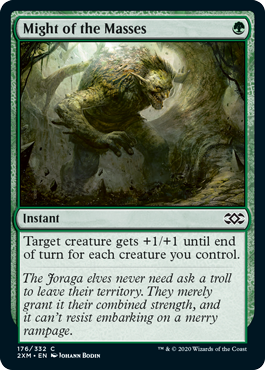 Might of the Masses
Instant
Target creature gets +1/+1 until end
of turn for each creature you control.
The Joraga elves never need ask a troll
to leave their territory. They merely
grant it their combined strength, and
it can't resist embarking on a merry
rampage.
176/332 C
2XM • EN Johann Bodin
™ & © 2020 Wizards of the Coast